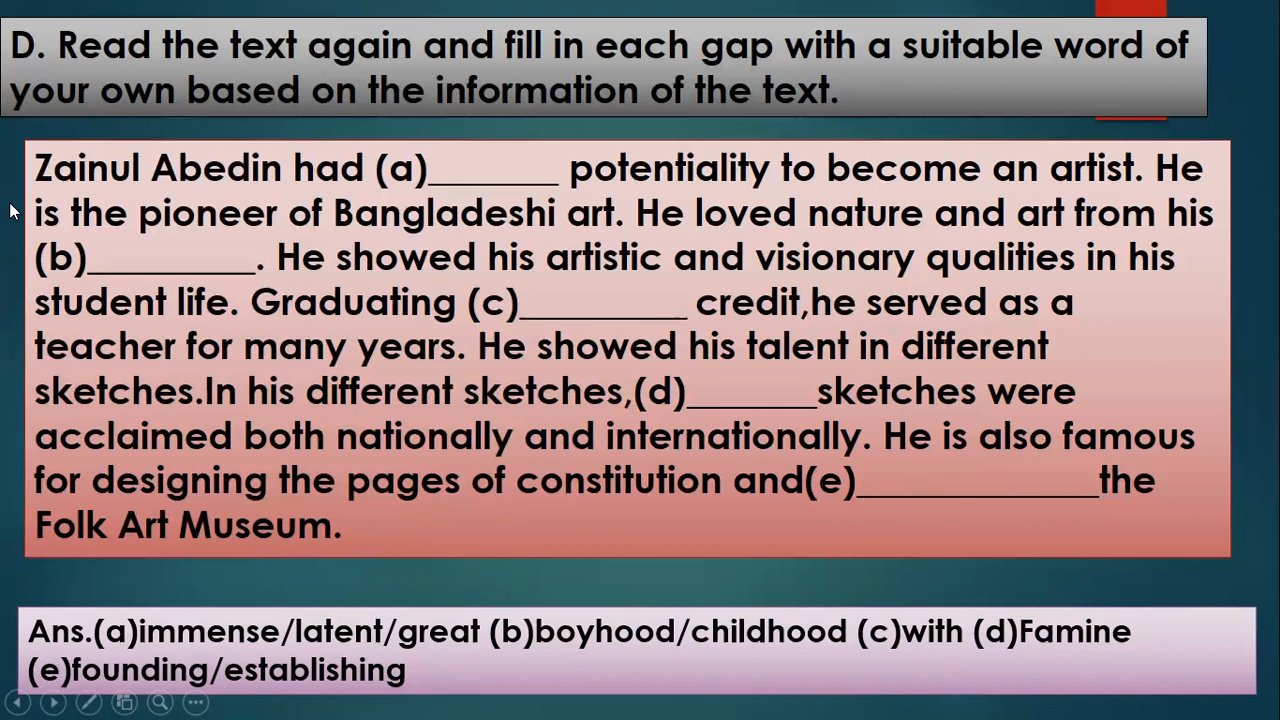 D. Read the text again and fill in each gap with a suitable word of
your own based on the information of the text.
Zainul Abedin had (a)_______ potentiality to become an artist. He
is the pioneer of Bangladeshi art. He loved nature and art from his
(b)_________. He showed his artistic and visionary qualities in his
student life. Graduating (c)_________ credit,he served as a
teacher for many years. He showed his talent in different
sketches.In his different sketches,(d)_______sketches were
acclaimed both nationally and internationally. He is also famous
for designing the pages of constitution and(e)_____________the
Folk Art Museum.
Ans.(a)immense/latent/great (b)boyhood/childhood (c)with (d)Famine
(e)founding/establishing